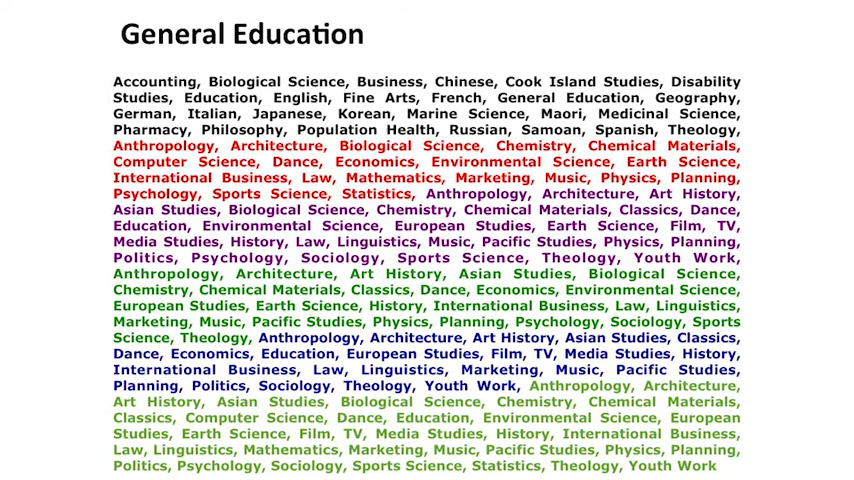 General Education
Accounting, Biological Science, Business, Chinese, Cook Island Studies, Disability
Studies, Education, English, Fine Arts, French, General Education, Geography,
German, Italian, Japanese, Korean, Marine Science, Maori, Medicinal Science,
Pharmacy, Philosophy, Population Health, Russian, Samoan, Spanish, Theology,
Anthropology, Architecture, Biological Science, Chemistry, Chemical Materials,
Computer Science, Dance, Economics, Environmental Science, Earth Science,
International Business, Law, Mathematics, Marketing, Music, Physics, Planning,
Psychology, Sports Science, Statistics, Anthropology, Architecture, Art History,
Asian Studies, Biological Science, Chemistry, Chemical Materials, Classics, Dance,
Education, Environmental Science, European Studies, Earth Science, Film, TV,
Media Studies, History, Law, Linguistics, Music, Pacific Studies, Physics, Planning,
Politics, Psychology, Sociology, Sports Science, Theology, Youth Work,
Anthropology, Architecture, Art History, Asian Studies, Biological Science,
Chemistry, Chemical Materials, Classics, Dance, Economics, Environmental Science,
European Studies, Earth Science, History, International Business, Law, Linguistics,
Marketing, Music, Pacific Studies, Physics, Planning, Psychology, Sociology, Sports
Science, Theology, Anthropology, Architecture, Art History, Asian Studies, Classics,
Dance, Economics, Education, European Studies, Film, TV, Media Studies, History,
International Business, Law, Linguistics, Marketing, Music, Pacific Studies,
Planning, Politics, Sociology, Theology, Youth Work, Anthropology, Architecture,
Art History, Asian Studies, Biological Science, Chemistry, Chemical Materials,
Classics, Computer Science, Dance, Education, Environmental Science, European
Studies, Earth Science, Film, TV, Media Studies, History, International Business,
Law, Linguistics, Mathematics, Marketing, Music, Pacific Studies, Physics, Planning,
Politics, Psychology, Sociology, Sports Science, Statistics, Theology, Youth Work